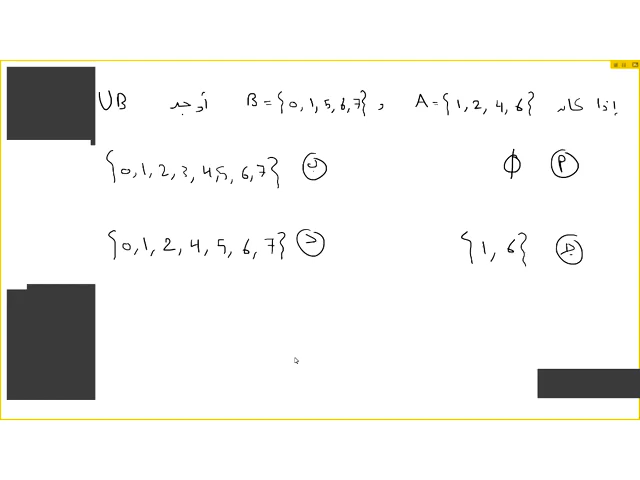 إذا كان A = {1, 2, 4, 6} و B = {0, 1, 5, 6, 7} أوجد UB
أ ∅ ب {0, 1, 2, 3, 4, 5, 6, 7}
ج {1, 6} د {0, 1, 2, 4, 5, 6, 7}